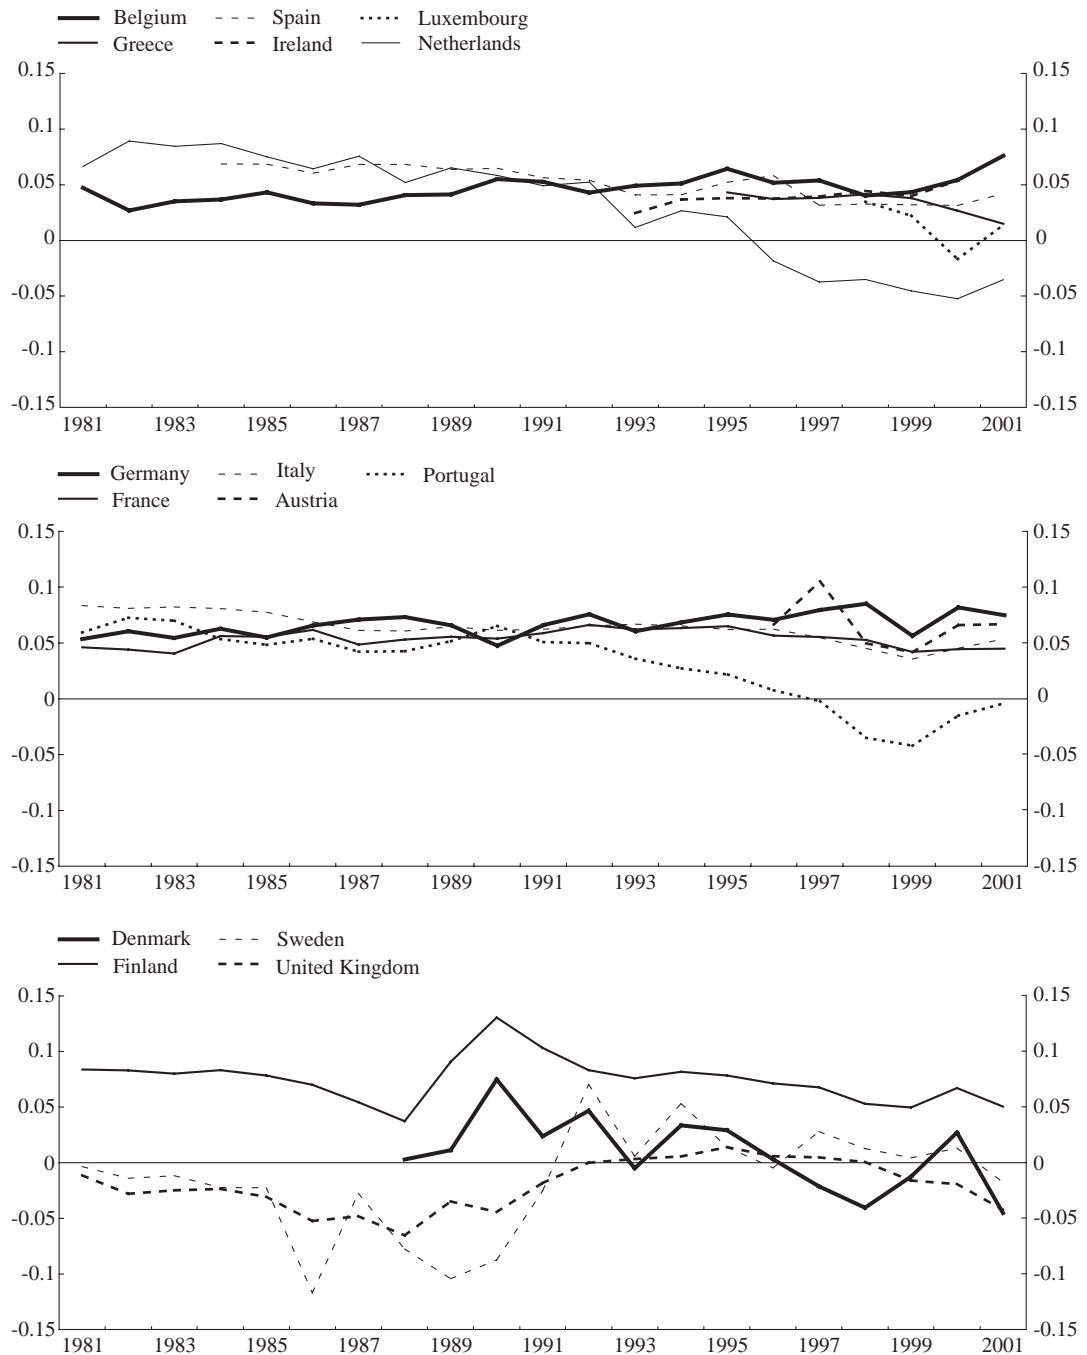 Belgium Spain Luxembourg
Greece Ireland Netherlands
0.15 0.15
0.1 0.1
0.05 0.05
0 0
-0.05 -0.05
-0.1 -0.1
-0.15 -0.15
1981 1983 1985 1987 1989 1991 1993 1995 1997 1999 2001
Germany Italy Portugal
France Austria
0.15 0.15
0.1 0.1
0.05 0.05
0 0
-0.05 -0.05
-0.1 -0.1
-0.15 -0.15
1981 1983 1985 1987 1989 1991 1993 1995 1997 1999 2001
Denmark Sweden
Finland United Kingdom
0.15 0.15
0.1 0.1
0.05 0.05
0 0
-0.05 -0.05
-0.1 -0.1
-0.15 -0.15
1981 1983 1985 1987 1989 1991 1993 1995 1997 1999 2001